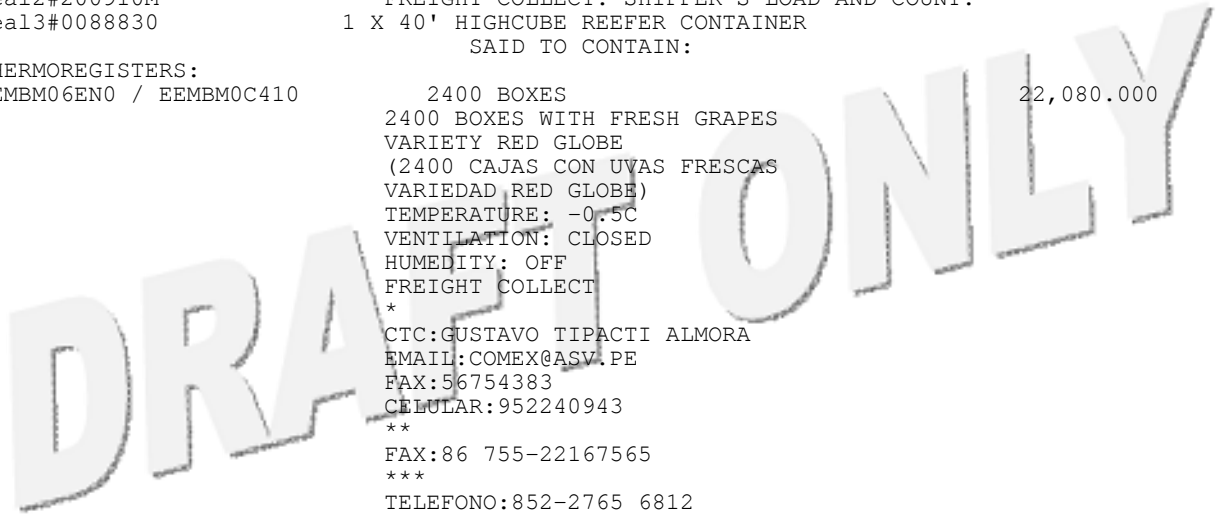 FREIGHT COLLECT. SHIPPER'S LOAD AND COUNT.
eal3#0088830 1 X 40' HIGHCUBE REEFER CONTAINER
SAID TO CONTAIN:
HERMOREGISTERS:
EMBM06EN0 / EEMBM0C410 2400 BOXES 22,080.000
2400 BOXES WITH FRESH GRAPES
VARIETY RED GLOBE
(2400 CAJAS CON UVAS FRESCAS
VARIEDAD RED GLOBE)
TEMPERATURE: -0.5C
VENTILATION: CLOSED
HUMEDITY: OFF
FREIGHT COLLECT
*
CTC:GUSTAVO TIPACTI ALMORA
EMAIL:COMEX@ASV.PE
FAX:56754383
CELULAR:952240943
**
FAX:86 755-22167565
***
TELEFONO:852-2765 6812
DRAFT ONLY